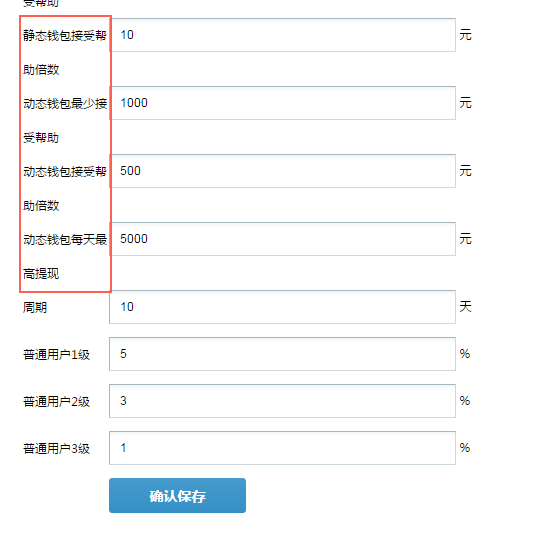 受帮助
静态钱包接受帮 10 元
助倍数
动态钱包最少接 1000 元
受帮助
动态钱包接受帮 500 元
助倍数
动态钱包每天最 5000 元
高提现
周期 10 天
普通用户1级 5 %
普通用户2级 3 %
普通用户3级 1 %
确认保存